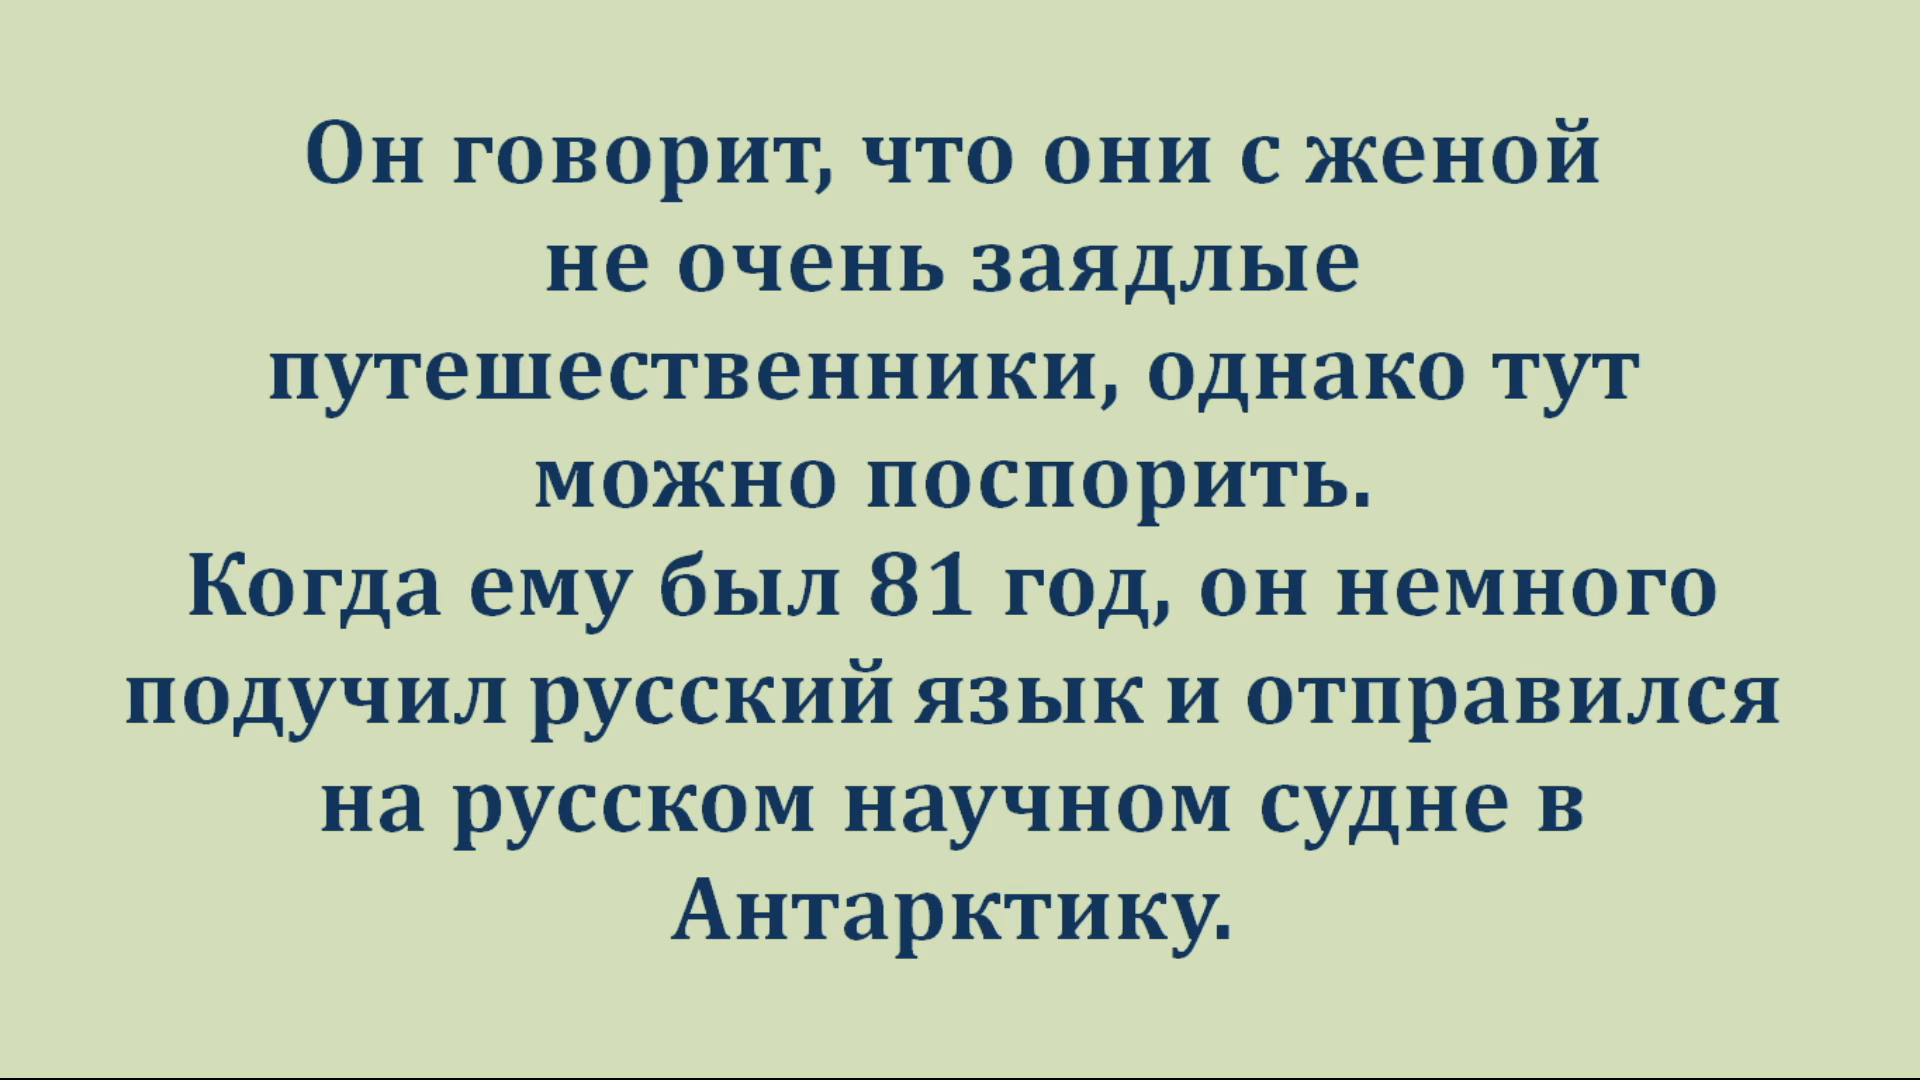 Он говорит, что они с женой
не очень заядлые
путешественники, однако тут
можно поспорить.
Когда ему был 81 год, он немного
подучил русский язык и отправился
на русском научном судне в
Антарктику.